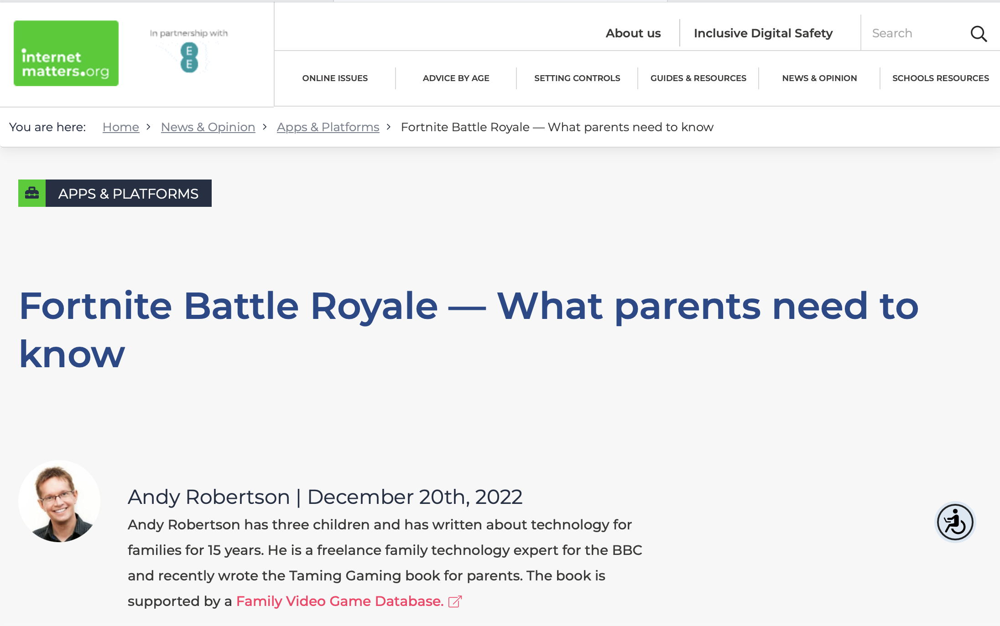 internet
matters.org
In partnership with
E
E
About us
Inclusive Digital Safety
Search
ONLINE ISSUES
ADVICE BY AGE
SETTING CONTROLS
GUIDES & RESOURCES
NEWS & OPINION
SCHOOLS RESOURCES
You are here: Home > News & Opinion > Apps & Platforms > Fortnite Battle Royale — What parents need to know
APPS & PLATFORMS
Fortnite Battle Royale — What parents need to
know
Andy Robertson | December 20th, 2022
Andy Robertson has three children and has written about technology for
families for 15 years. He is a freelance family technology expert for the BBC
and recently wrote the Taming Gaming book for parents. The book is
supported by a Family Video Game Database.